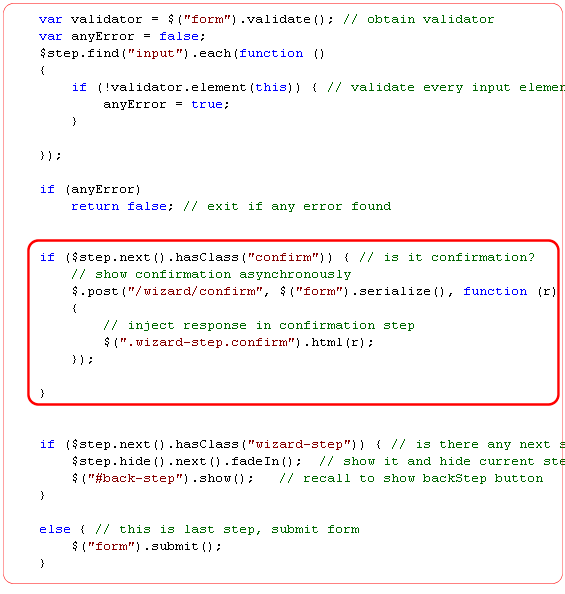 var validator = $("form").validate(); // obtain validator
var anyError = false;
$step.find("input").each(function ()
{
if (!validator.element(this)) { // validate every input elemen
anyError = true;
}
});
if (anyError)
return false; // exit if any error found
if ($step.next().hasClass("confirm")) { // is it confirmation?
// show confirmation asynchronously
$.post("/wizard/confirm", $("form").serialize(), function (r)
{
// inject response in confirmation step
$(".wizard-step.confirm").html(r);
});
}
if ($step.next().hasClass("wizard-step")) { // is there any next s
$step.hide().next().fadeIn();  // show it and hide current ste
$("#back-step").show();   // recall to show backStep button
}
else { // this is last step, submit form
$("form").submit();
}